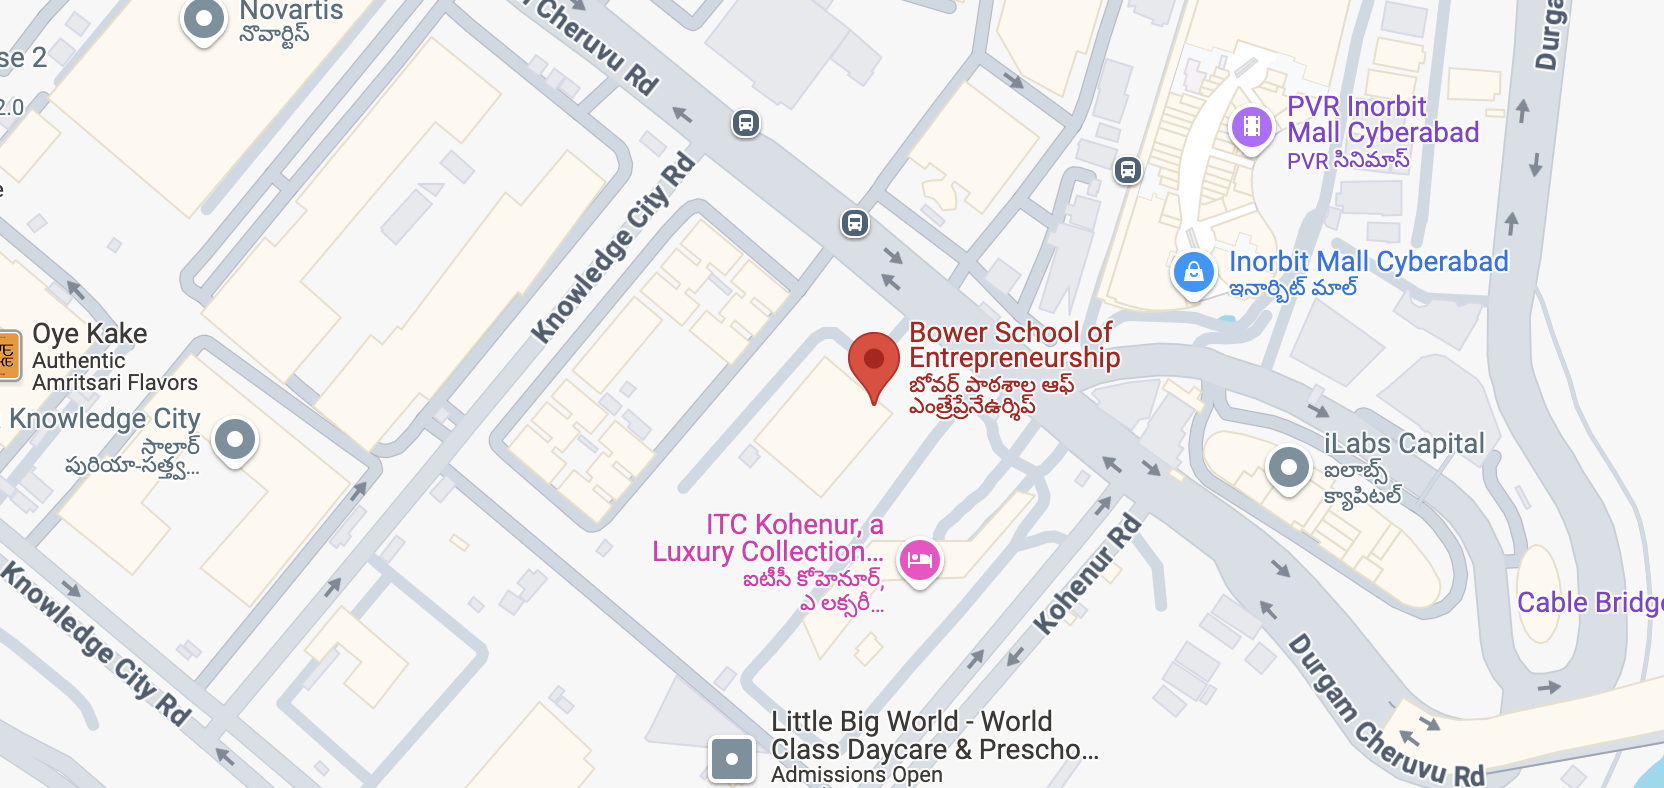 Novartis
నొవార్టిస్
se 2
2.0
e
Cheruvu Rd
Durga
PVR Inorbit
Mall Cyberabad
PVR సినిమాస్
Knowledge City Rd
Inorbit Mall Cyberabad
ఇనార్బిట్ మాల్
Oye Kake
Authentic
Amritsari Flavors
Bower School of
Entrepreneurship
బోవర్ పాఠశాల ఆఫ్
ఎంత్రేప్రేనేఉర్శిప్
Knowledge City
సాలార్
పురియా-సత్త్వ...
iLabs Capital
ఐలాబ్స్
క్యాపిటల్
ITC Kohenur, a
Luxury Collection...
ఐటీసీ కోహెనూర్,
ఎ లక్సరీ...
Kohenur Rd
Knowledge City Rd
Cable Bridge
Durgam Cheruvu Rd
Little Big World - World
Class Daycare & Prescho...
Admissions Open